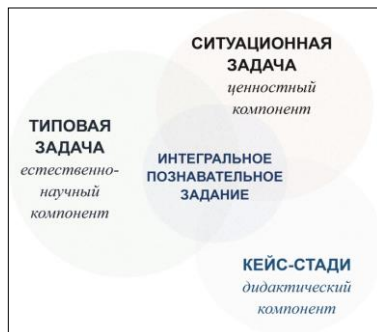 СИТУАЦИОННАЯ
ЗАДАЧА
ценностный
компонент
ТИПОВАЯ
ЗАДАЧА
естественно-
научный
компонент
ИНТЕГРАЛЬНОЕ
ПОЗНАВАТЕЛЬНОЕ
ЗАДАНИЕ
КЕЙС-СТАДИ
дидактический
компонент